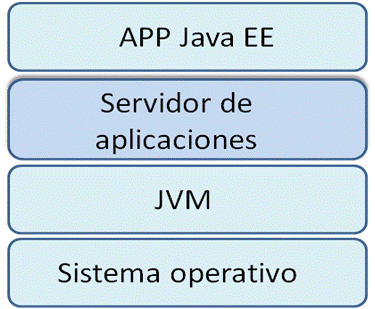 APP Java EE
Servidor de
aplicaciones
JVM
Sistema operativo